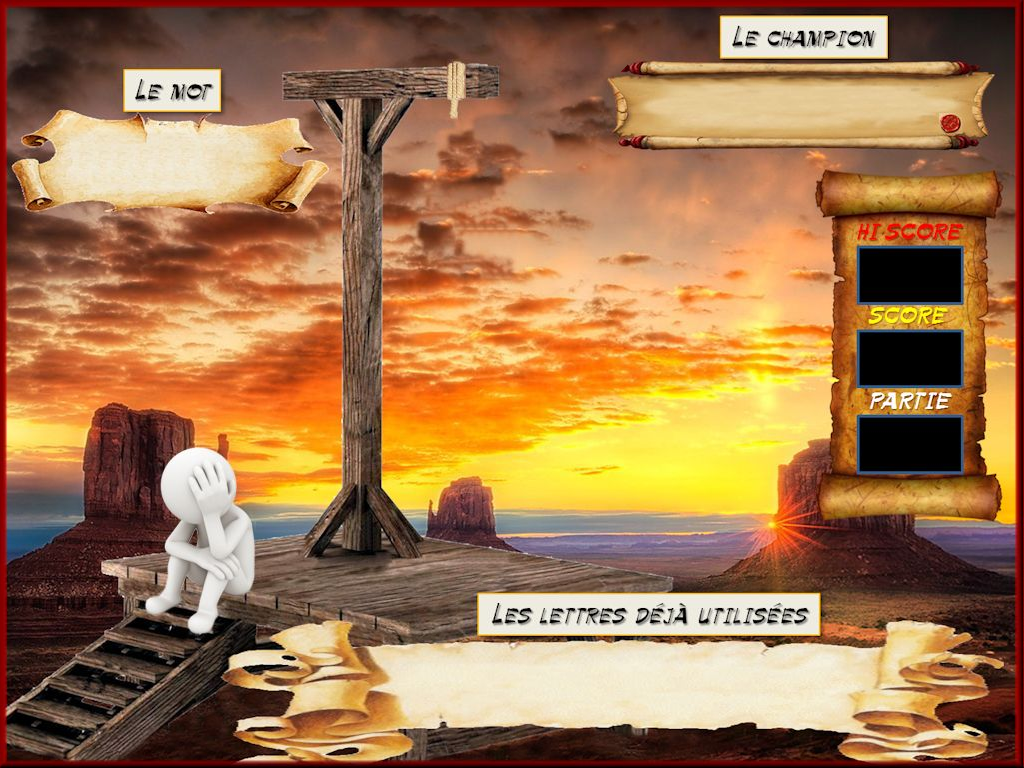 Le champion
Le mot
HI-SCORE
SCORE
PARTIE
Les lettres déjà utilisées